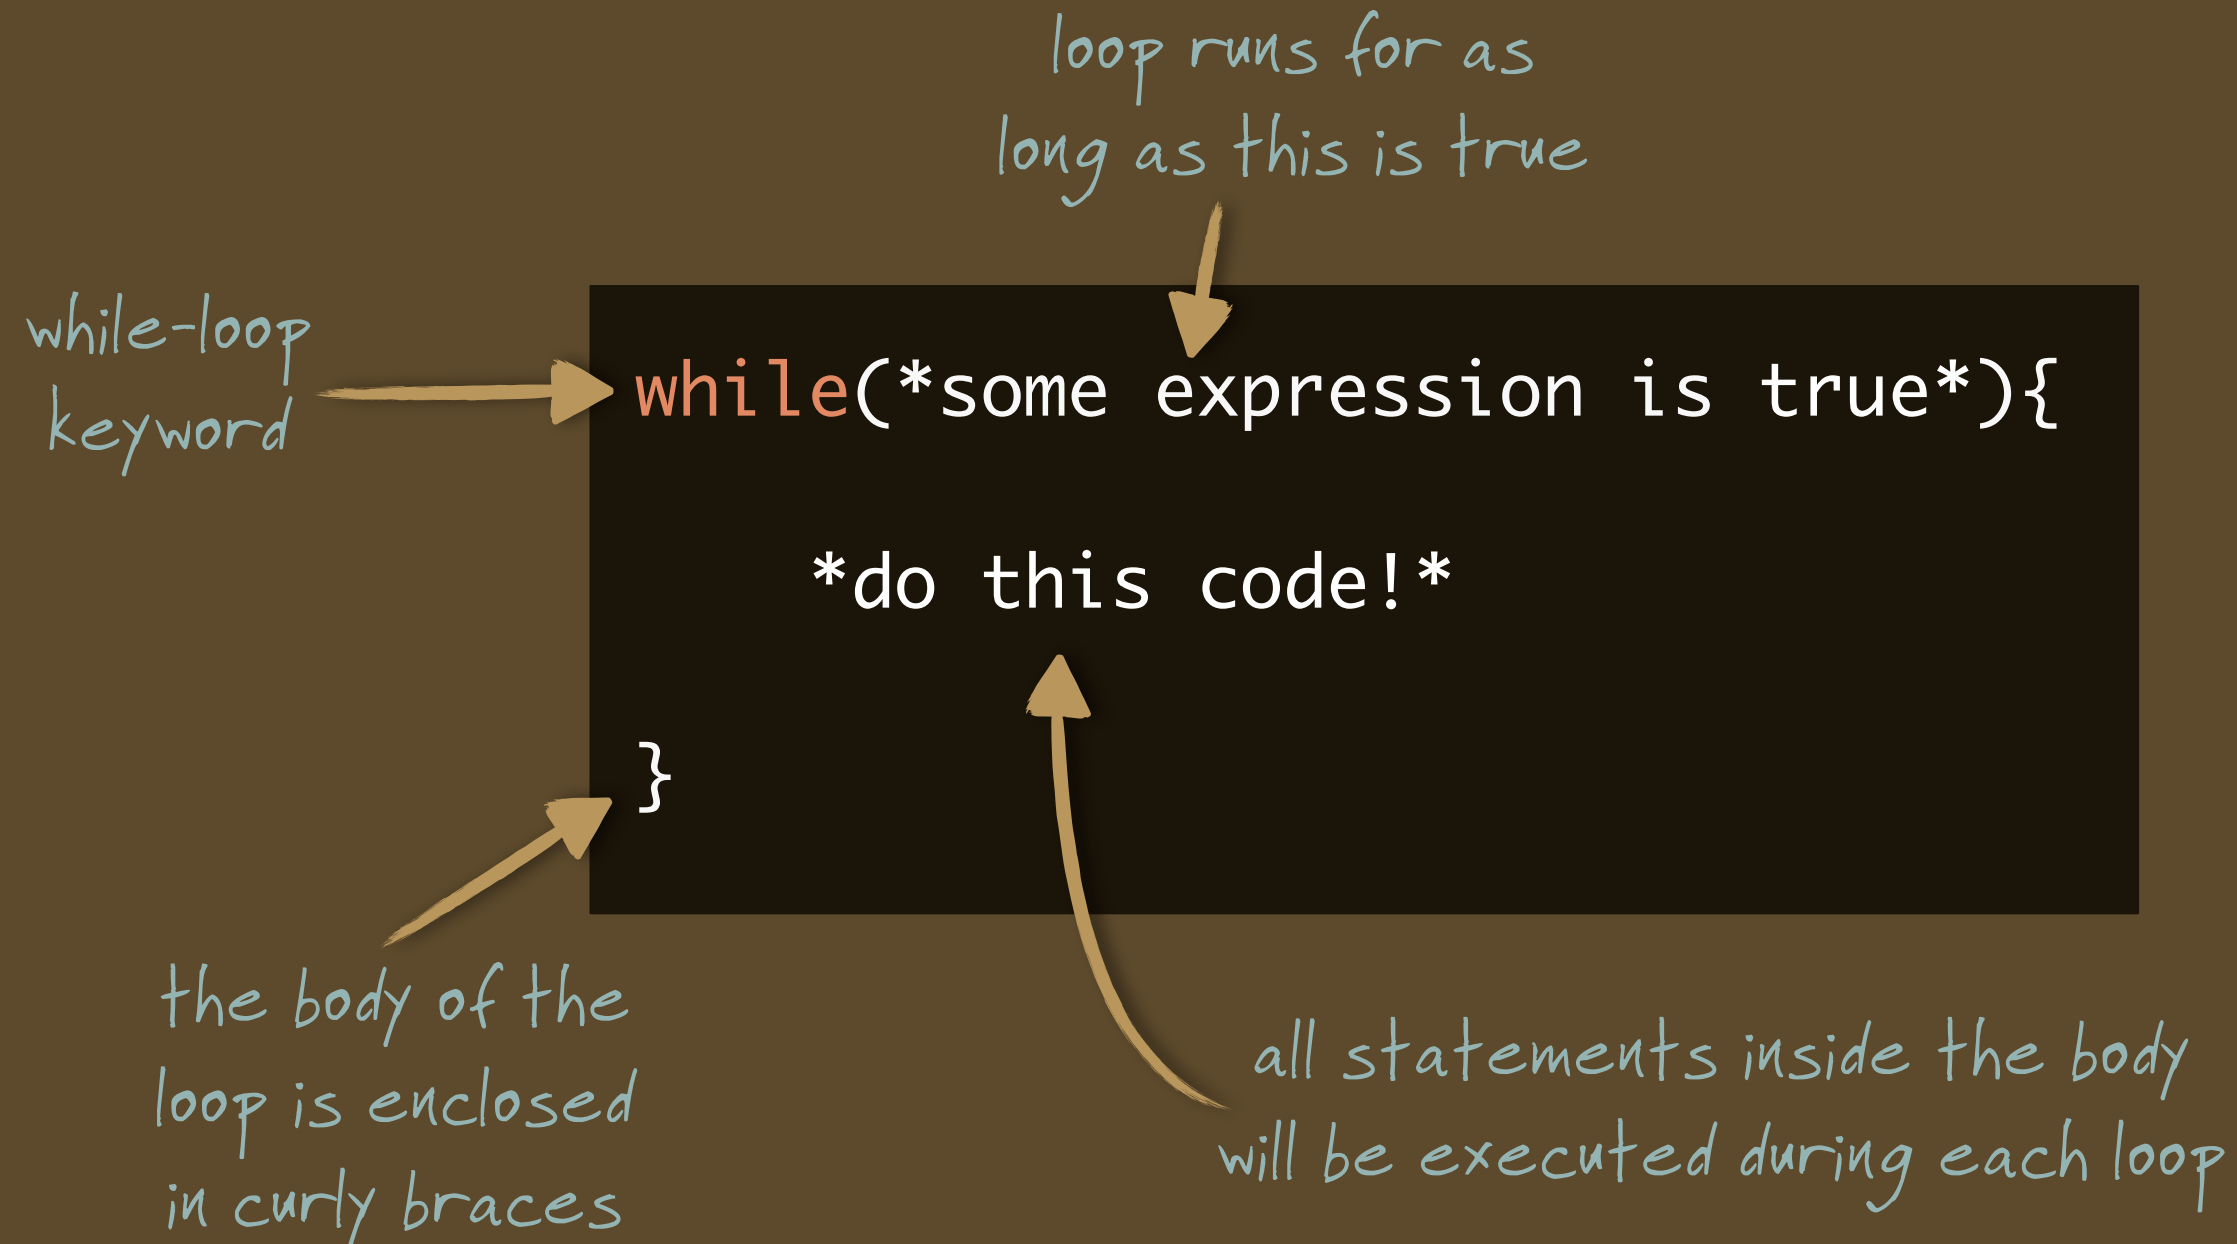 loop runs for as
long as this is true
while-loop
keyword
while(*some expression is true*){
*do this code!*
}
the body of the
loop is enclosed
in curly braces
all statements inside the body
will be executed during each loop